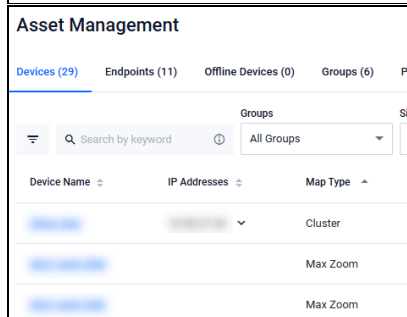 Asset Management
Devices (29) Endpoints (11) Offline Devices (0) Groups (6) P
Groups Si
Search by keyword All Groups
Device Name IP Addresses Map Type
Cluster
Max Zoom
Max Zoom